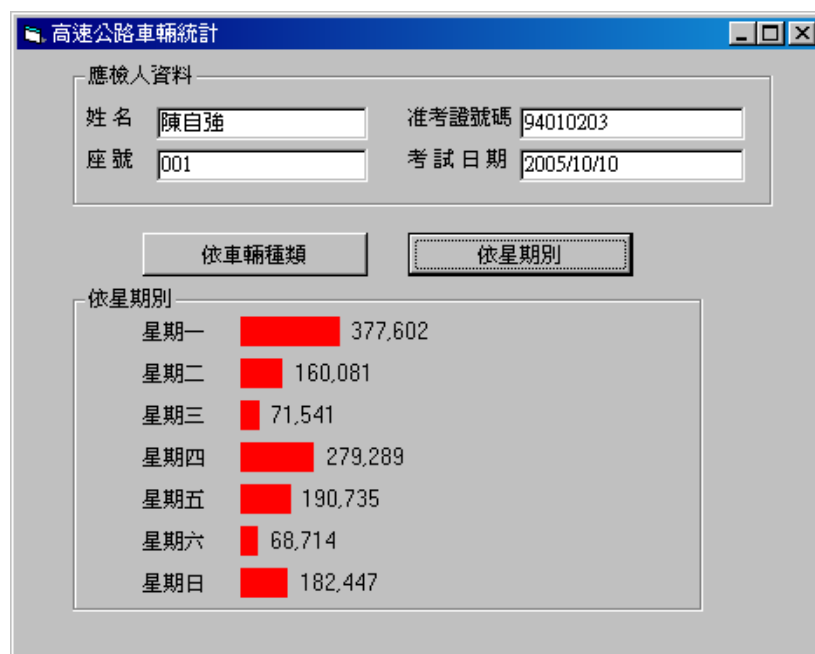 高速公路車輛統計
應檢人資料
姓名 陳自強 准考證號碼 94010203
座號 001 考試日期 2005/10/10
依車輛種類 依星期別
依星期別
星期一 377,602
星期二 160,081
星期三 71,541
星期四 279,289
星期五 190,735
星期六 68,714
星期日 182,447